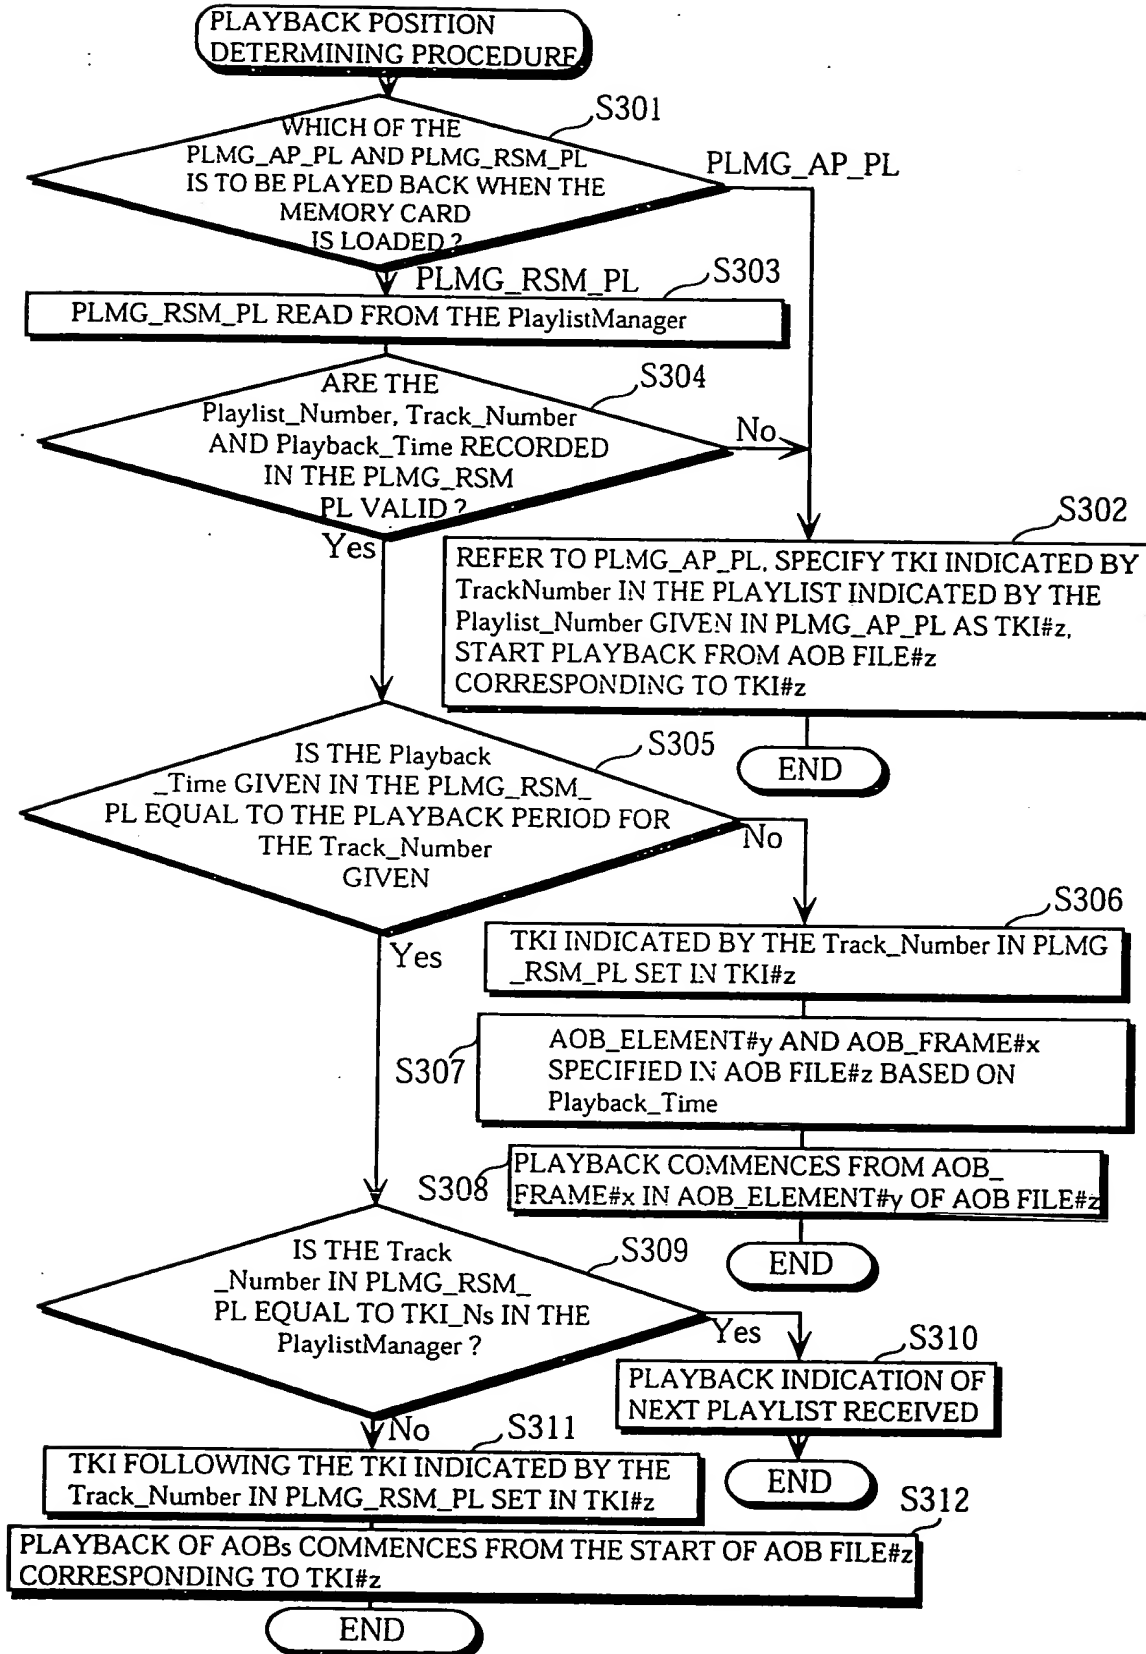 PLAYBACK POSITION
DETERMINING PROCEDURE
S301
WHICH OF THE
PLMG_AP_PL AND PLMG_RSM_PL
IS TO BE PLAYED BACK WHEN THE
MEMORY CARD
IS LOADED ?
PLMG_AP_PL
PLMG_RSM_PL
S303
PLMG_RSM_PL READ FROM THE PlaylistManager
S304
ARE THE
Playlist_Number, Track_Number
AND Playback_Time RECORDED
IN THE PLMG_RSM
PL VALID ?
No
Yes
S302
REFER TO PLMG_AP_PL, SPECIFY TKI INDICATED BY
TrackNumber IN THE PLAYLIST INDICATED BY THE
Playlist_Number GIVEN IN PLMG_AP_PL AS TKI#z,
START PLAYBACK FROM AOB FILE#z
CORRESPONDING TO TKI#z
END
S305
IS THE Playback
_Time GIVEN IN THE PLMG_RSM_
PL EQUAL TO THE PLAYBACK PERIOD FOR
THE Track_Number
GIVEN
No
Yes
S306
TKI INDICATED BY THE Track_Number IN PLMG
_RSM_PL SET IN TKI#z
S307
AOB_ELEMENT#y AND AOB_FRAME#x
SPECIFIED IN AOB FILE#z BASED ON
Playback_Time
S308
PLAYBACK COMMENCES FROM AOB_
FRAME#x IN AOB_ELEMENT#y OF AOB FILE#z
END
S309
IS THE Track
_Number IN PLMG_RSM_
PL EQUAL TO TKI_Ns IN THE
PlaylistManager ?
Yes
S310
PLAYBACK INDICATION OF
NEXT PLAYLIST RECEIVED
END
No
S311
TKI FOLLOWING THE TKI INDICATED BY THE
Track_Number IN PLMG_RSM_PL SET IN TKI#z
S312
PLAYBACK OF AOBs COMMENCES FROM THE START OF AOB FILE#z
CORRESPONDING TO TKI#z
END